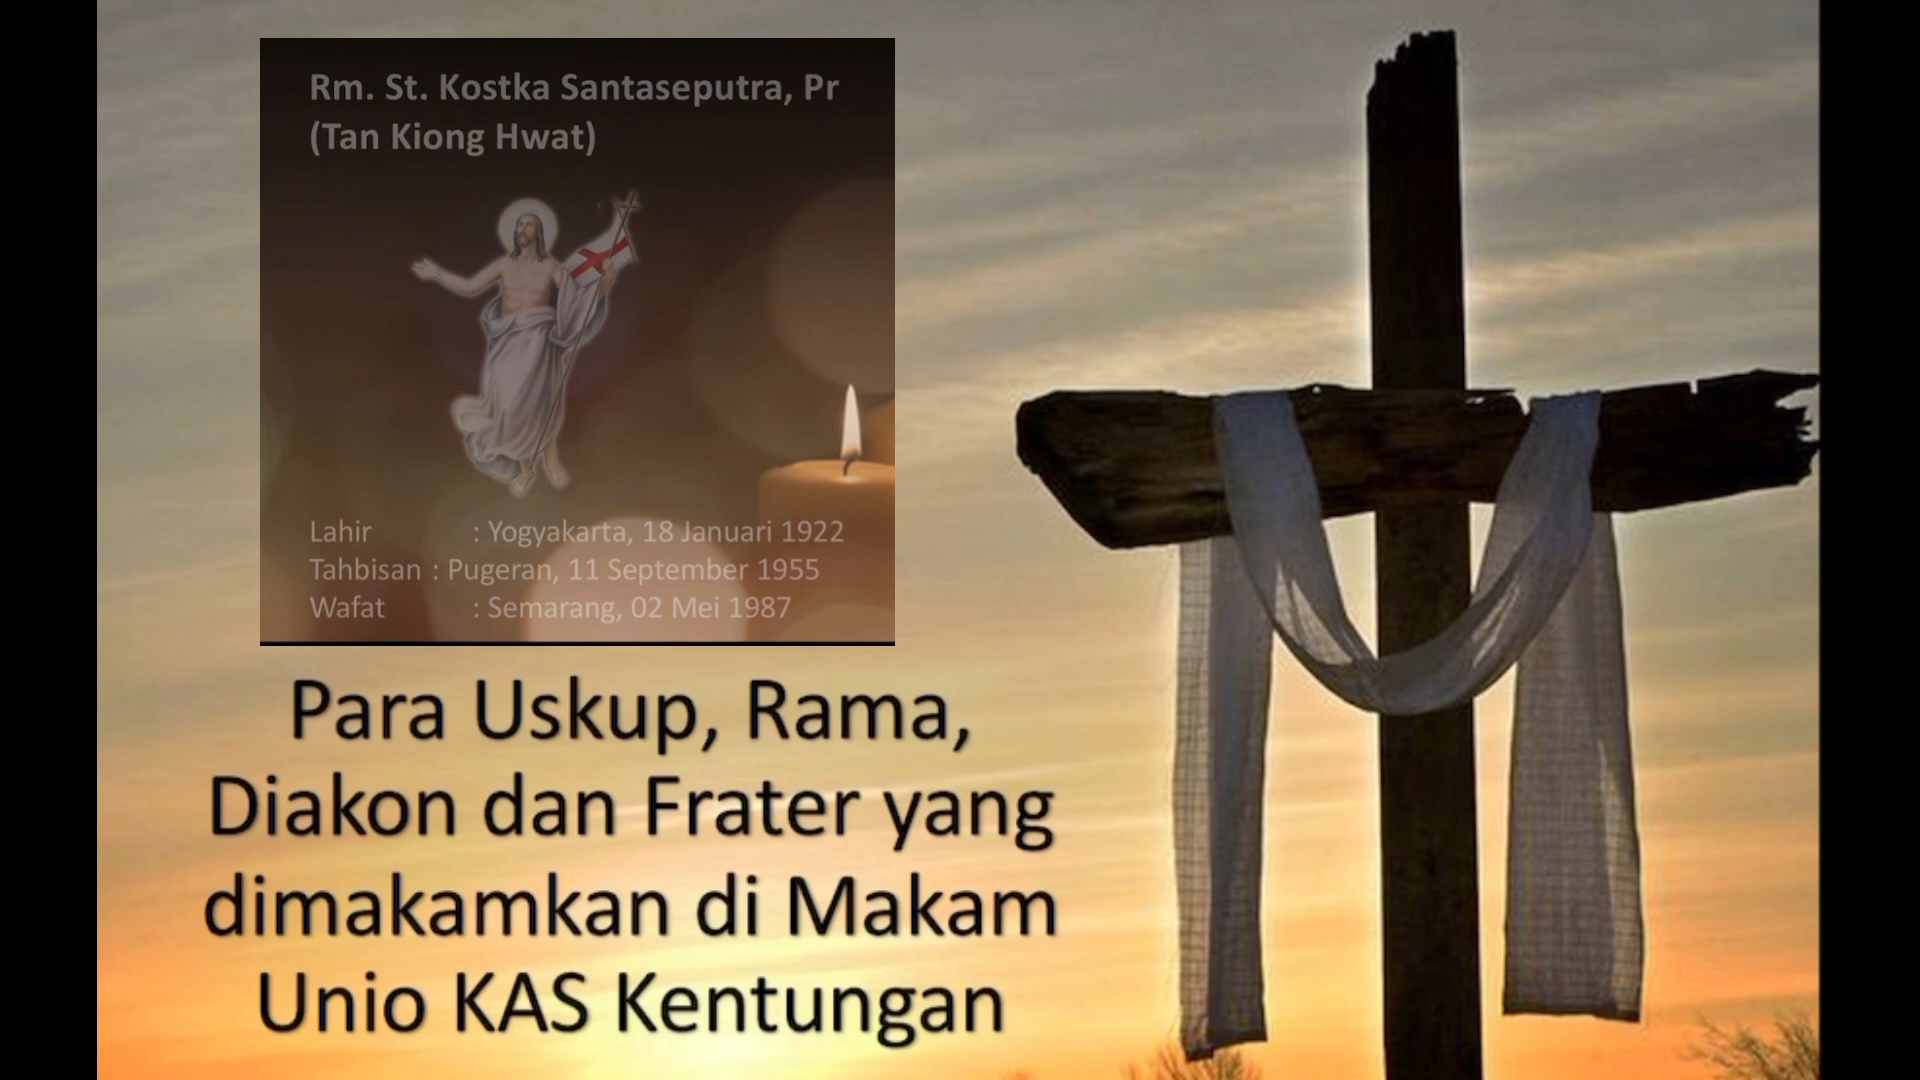 Rm. St. Kostka Santaseputra, Pr
(Tan Kiong Hwat)
Lahir : Yogyakarta, 18 Januari 1922
Tahbisan : Pugeran, 11 September 1955
Wafat : Semarang, 02 Mei 1987
Para Uskup, Rama,
Diakon dan Frater yang
dimakamkan di Makam
Unio KAS Kentungan